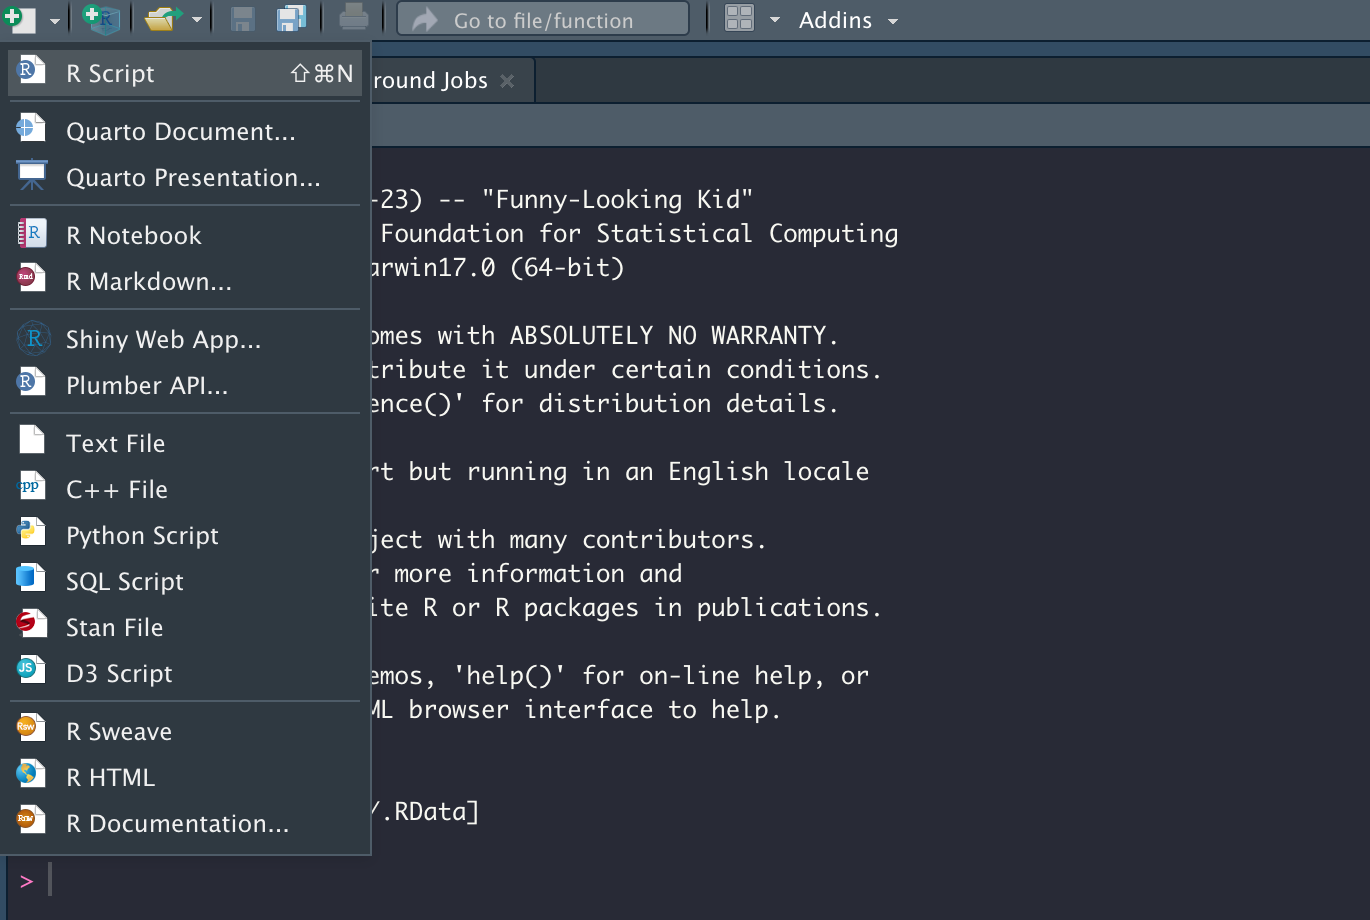 Go to file/function
Addins
R Script ⇧⌘N
Quarto Document...
Quarto Presentation...
R Notebook
R Markdown...
Shiny Web App...
Plumber API...
Text File
C++ File
Python Script
SQL Script
Stan File
D3 Script
R Sweave
R HTML
R Documentation...
round Jobs
-23) -- "Funny-Looking Kid"
Foundation for Statistical Computing
arwin17.0 (64-bit)
omes with ABSOLUTELY NO WARRANTY.
tribute it under certain conditions.
ence()' for distribution details.
rt but running in an English locale
ject with many contributors.
r more information and
ite R or R packages in publications.
emos, 'help()' for on-line help, or
ML browser interface to help.
/.RData]
>